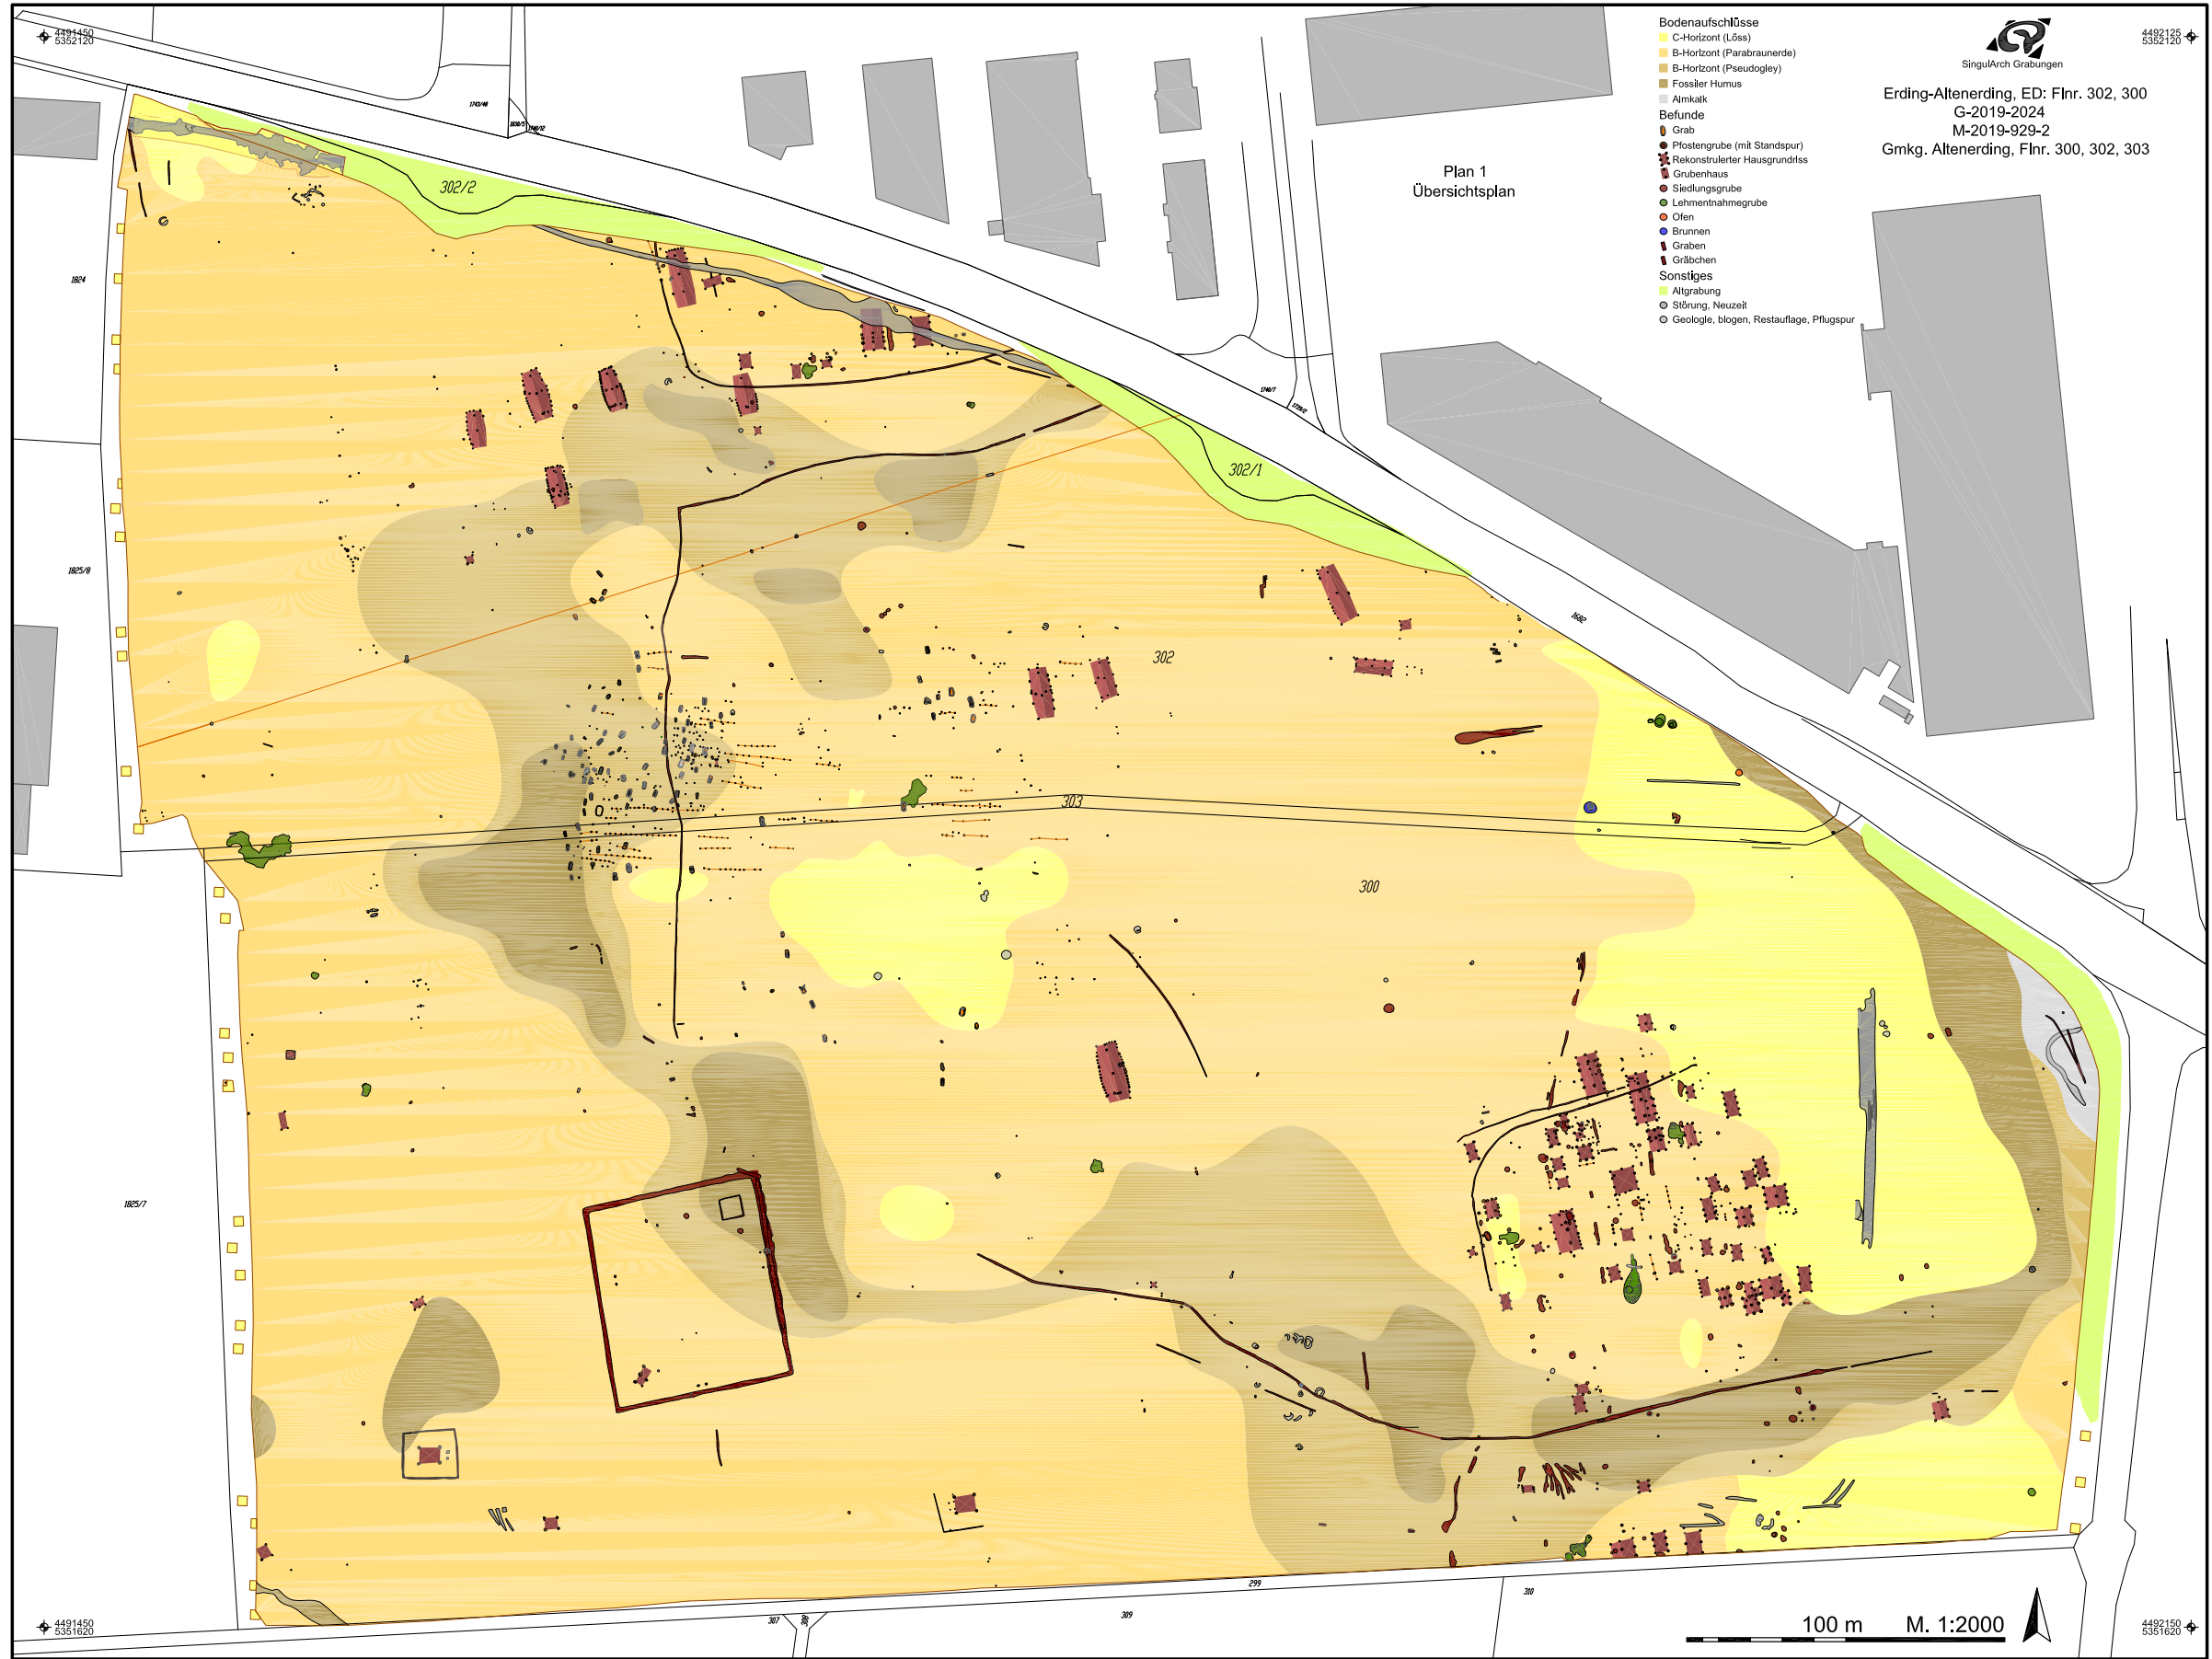 4491450
5352120
4492125
5352120
SingulArch Grabungen
Erding-Altenerding, ED: Flnr. 302, 300
G-2019-2024
M-2019-929-2
Gmkg. Altenerding, Flnr. 300, 302, 303
Plan 1
Übersichtsplan
Bodenaufschlüsse
C-Horizont (Löss)
B-Horizont (Parabraunerde)
B-Horizont (Pseudogley)
Fossiler Humus
Almkalk
Befunde
Grab
Pfostengrube (mit Standspur)
Rekonstruierter Hausgrundriss
Grubenhaus
Siedlungsgrube
Lehmentnahmegrube
Ofen
Brunnen
Graben
Gräbchen
Sonstiges
Altgrabung
Störung, Neuzeit
Geologie, biogen, Restauflage, Pflugspur
302/2
1824
1740/7
302/1
1825/8
1682
302
303
300
1825/7
299
310
307
308
309
100 m
M. 1:2000
4491450
5351620
4492150
5351620